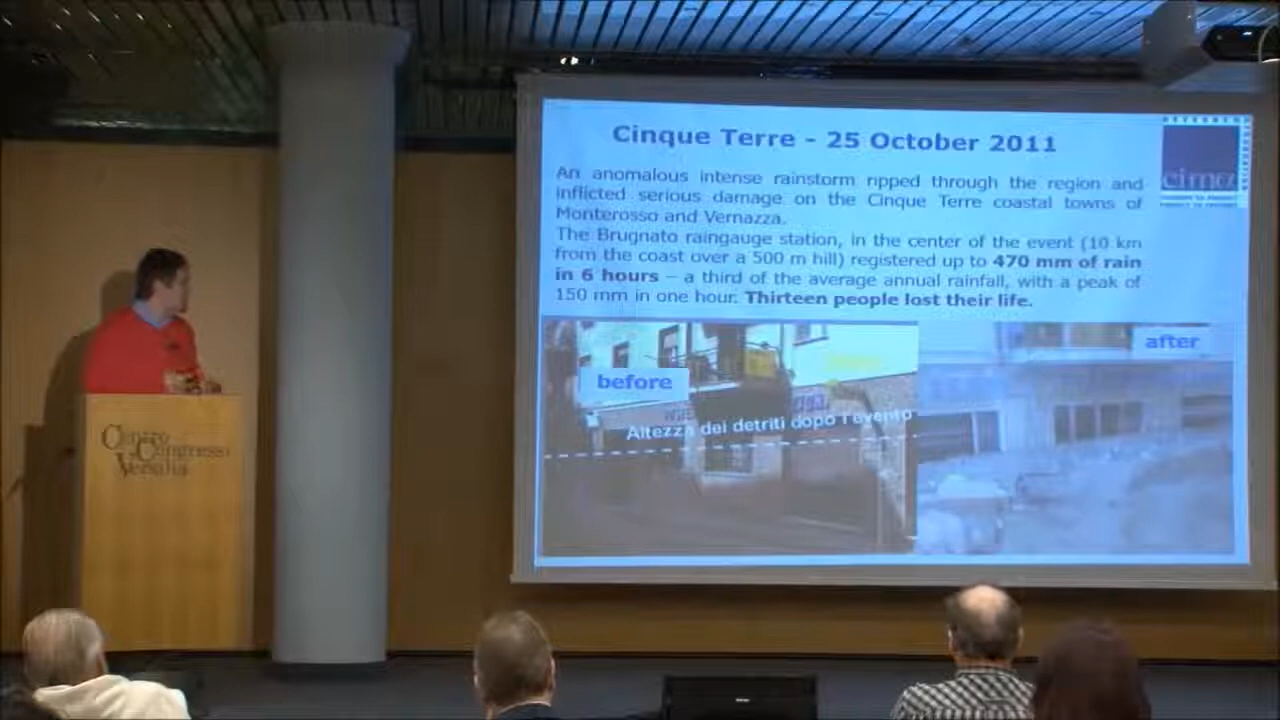 Cinque Terre - 25 October 2011
An anomalous intense rainstorm ripped through the region and
inflicted serious damage on the Cinque Terre coastal towns of
Monterosso and Vernazza.
The Brugnato raingauge station, in the center of the event (10 km
from the coast over a 500 m hill) registered up to 470 mm of rain
in 6 hours – a third of the average annual rainfall, with a peak of
150 mm in one hour. Thirteen people lost their life.
cima
before
after
Altezza dei detriti dopo l'evento
Centro
Congressi
Versilia